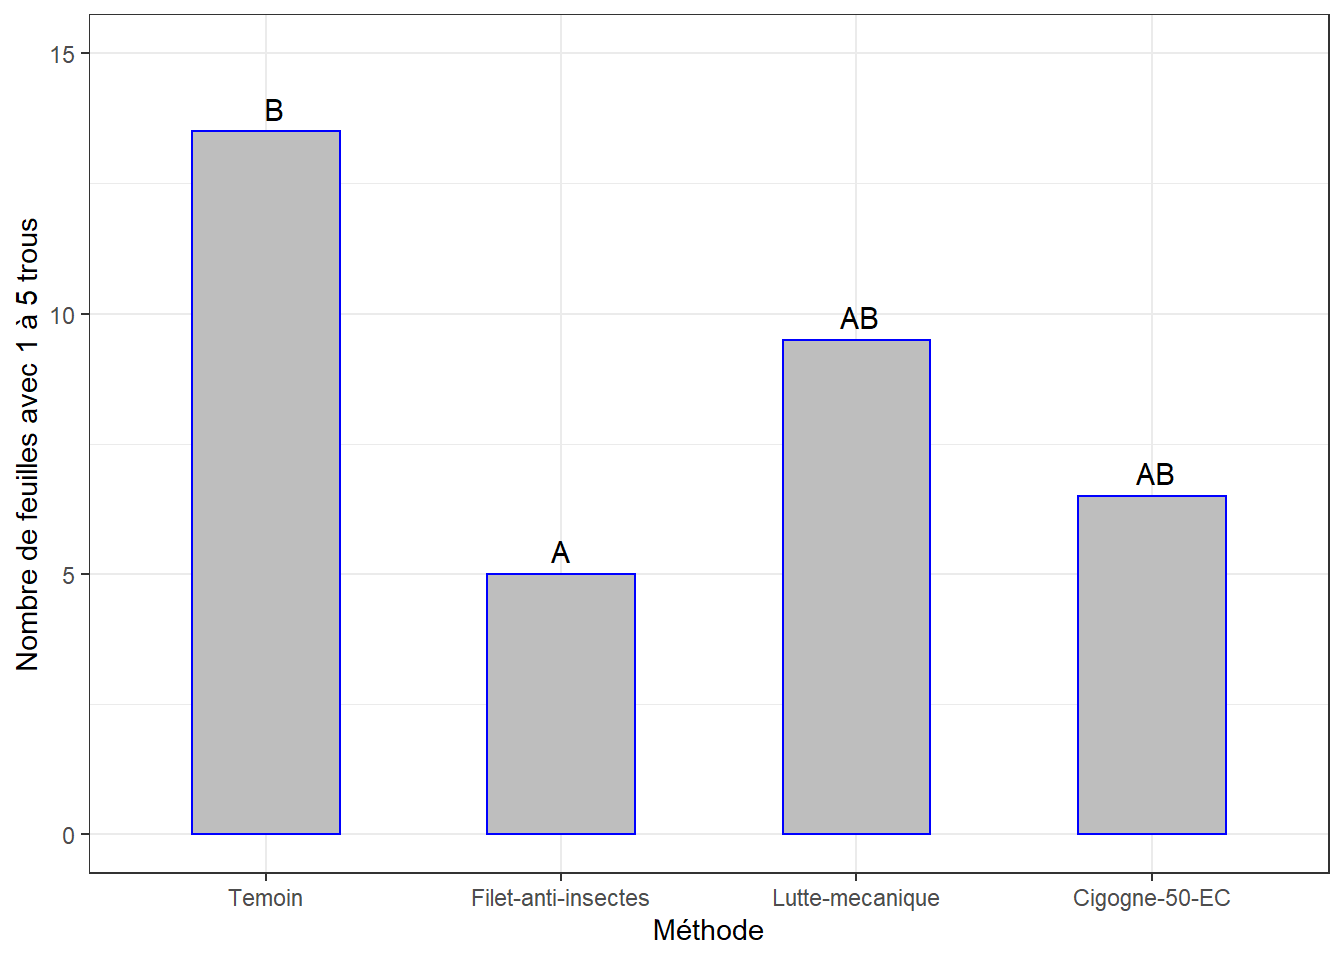 Nombre de feuilles avec 1 à 5 trous
15
10
5
0
B
A
AB
AB
Temoin
Filet-anti-insectes
Lutte-mecanique
Cigogne-50-EC
Méthode